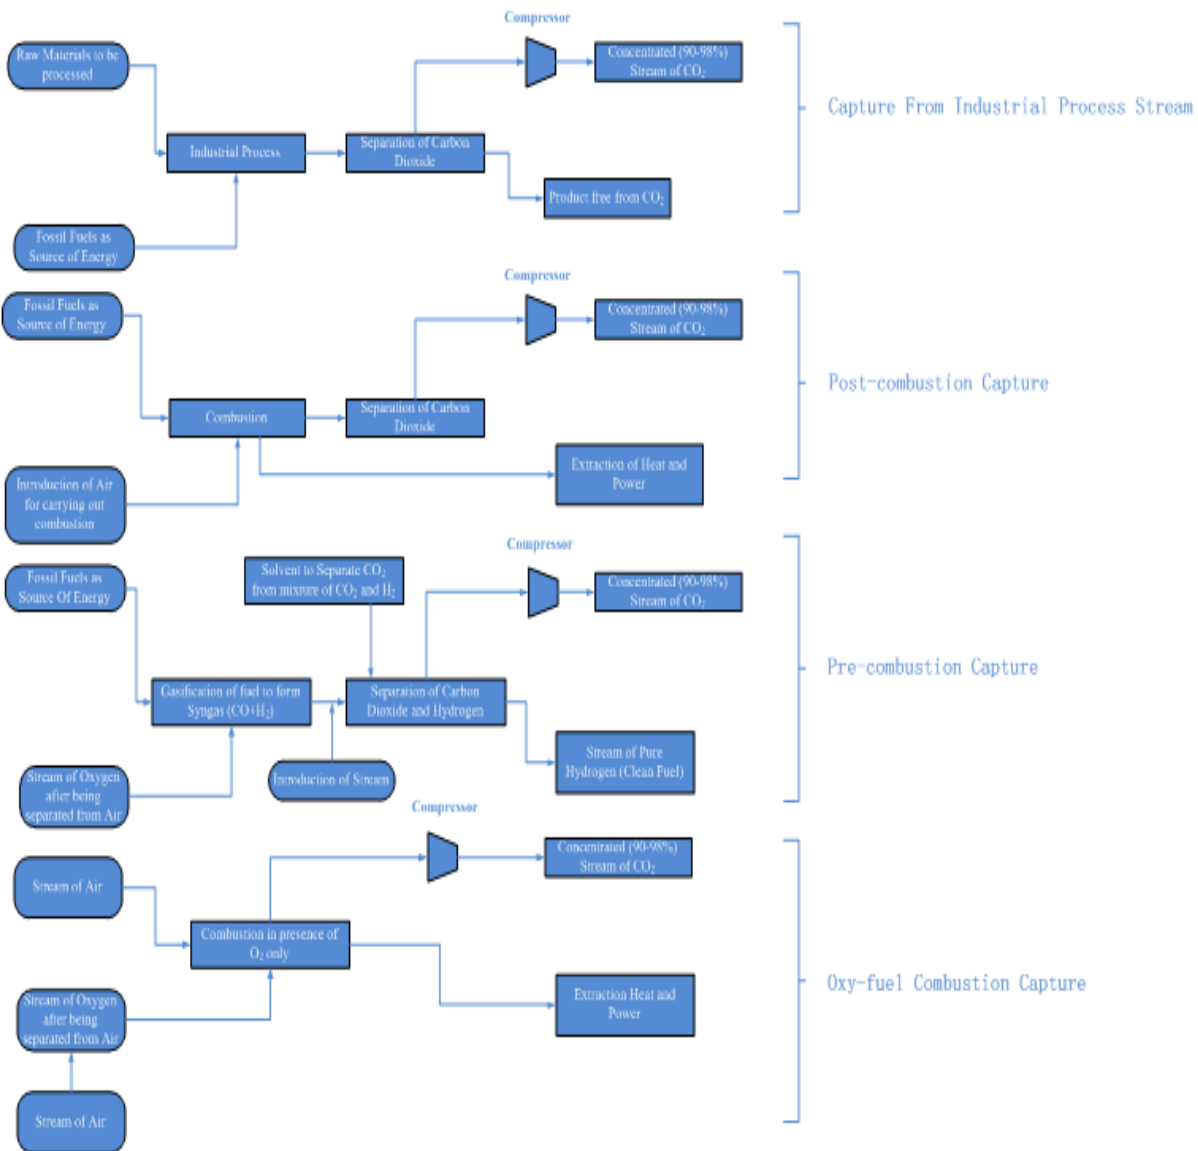 Compressor
Raw Materials to be
processed
Concentrated (90-98%)
Stream of CO₂
Capture From Industrial Process Stream
Industrial Process
Separation of Carbon
Dioxide
Product free from CO₂
Fossil Fuels as
Source of Energy
Compressor
Fossil Fuels as
Source of Energy
Concentrated (90-98%)
Stream of CO₂
Post-combustion Capture
Combustion
Separation of Carbon
Dioxide
Extraction of Heat and
Power
Introduction of Air
for carrying out
combustion
Compressor
Fossil Fuels as
Source Of Energy
Solvent to Separate CO₂
from mixture of CO₂ and H₂
Concentrated (90-98%)
Stream of CO₂
Pre-combustion Capture
Gasification of fuel to form
Syngas (CO+H₂)
Separation of Carbon
Dioxide and Hydrogen
Stream of Pure
Hydrogen (Clean Fuel)
Introduction of Stream
Stream of Oxygen
after being
separated from Air
Compressor
Concentrated (90-98%)
Stream of CO₂
Stream of Air
Combustion in presence of
O₂ only
Oxy-fuel Combustion Capture
Extraction Heat and
Power
Stream of Oxygen
after being
separated from Air
Stream of Air